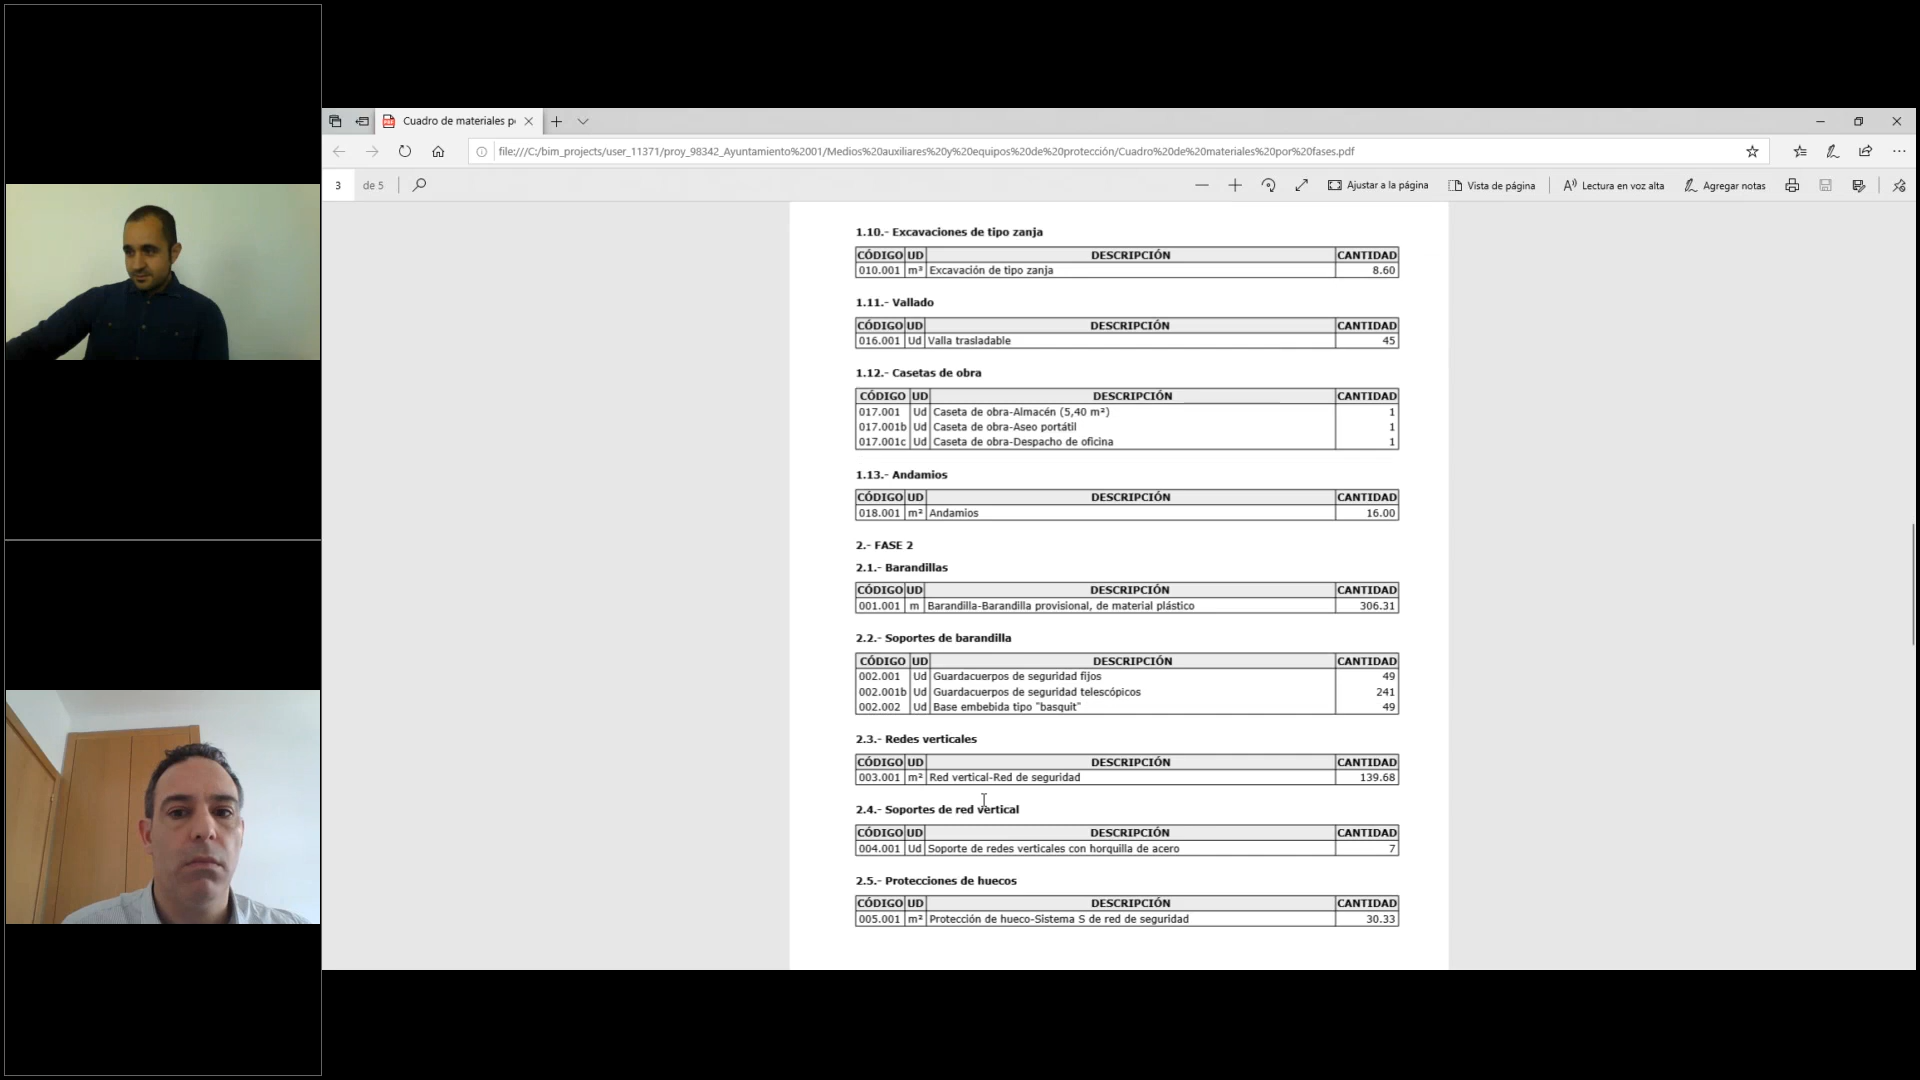 Cuadro de materiales p
file:///C:/bim_projects/user_11371/proy_98342_Ayuntamiento%2001/Medios%20auxiliares%20y%20equipos%20de%20protección/Cuadro%20de%20materiales%20por%20fases.pdf
3 de 5 Ajustar a la página Vista de página Lectura en voz alta Agregar notas
1.10.- Excavaciones de tipo zanja
CÓDIGO UD DESCRIPCIÓN CANTIDAD
010.001 m³ Excavación de tipo zanja 8.60
1.11.- Vallado
CÓDIGO UD DESCRIPCIÓN CANTIDAD
016.001 Ud Valla trasladable 45
1.12.- Casetas de obra
CÓDIGO UD DESCRIPCIÓN CANTIDAD
017.001 Ud Caseta de obra-Almacén (5,40 m²) 1
017.001b Ud Caseta de obra-Aseo portátil 1
017.001c Ud Caseta de obra-Despacho de oficina 1
1.13.- Andamios
CÓDIGO UD DESCRIPCIÓN CANTIDAD
018.001 m² Andamios 16.00
2.- FASE 2
2.1.- Barandillas
CÓDIGO UD DESCRIPCIÓN CANTIDAD
001.001 m Barandilla-Barandilla provisional, de material plástico 306.31
2.2.- Soportes de barandilla
CÓDIGO UD DESCRIPCIÓN CANTIDAD
002.001 Ud Guardacuerpos de seguridad fijos 49
002.001b Ud Guardacuerpos de seguridad telescópicos 241
002.002 Ud Base embebida tipo "basquit" 49
2.3.- Redes verticales
CÓDIGO UD DESCRIPCIÓN CANTIDAD
003.001 m² Red vertical-Red de seguridad 139.68
2.4.- Soportes de red vertical
CÓDIGO UD DESCRIPCIÓN CANTIDAD
004.001 Ud Soporte de redes verticales con horquilla de acero 7
2.5.- Protecciones de huecos
CÓDIGO UD DESCRIPCIÓN CANTIDAD
005.001 m² Protección de hueco-Sistema S de red de seguridad 30.33